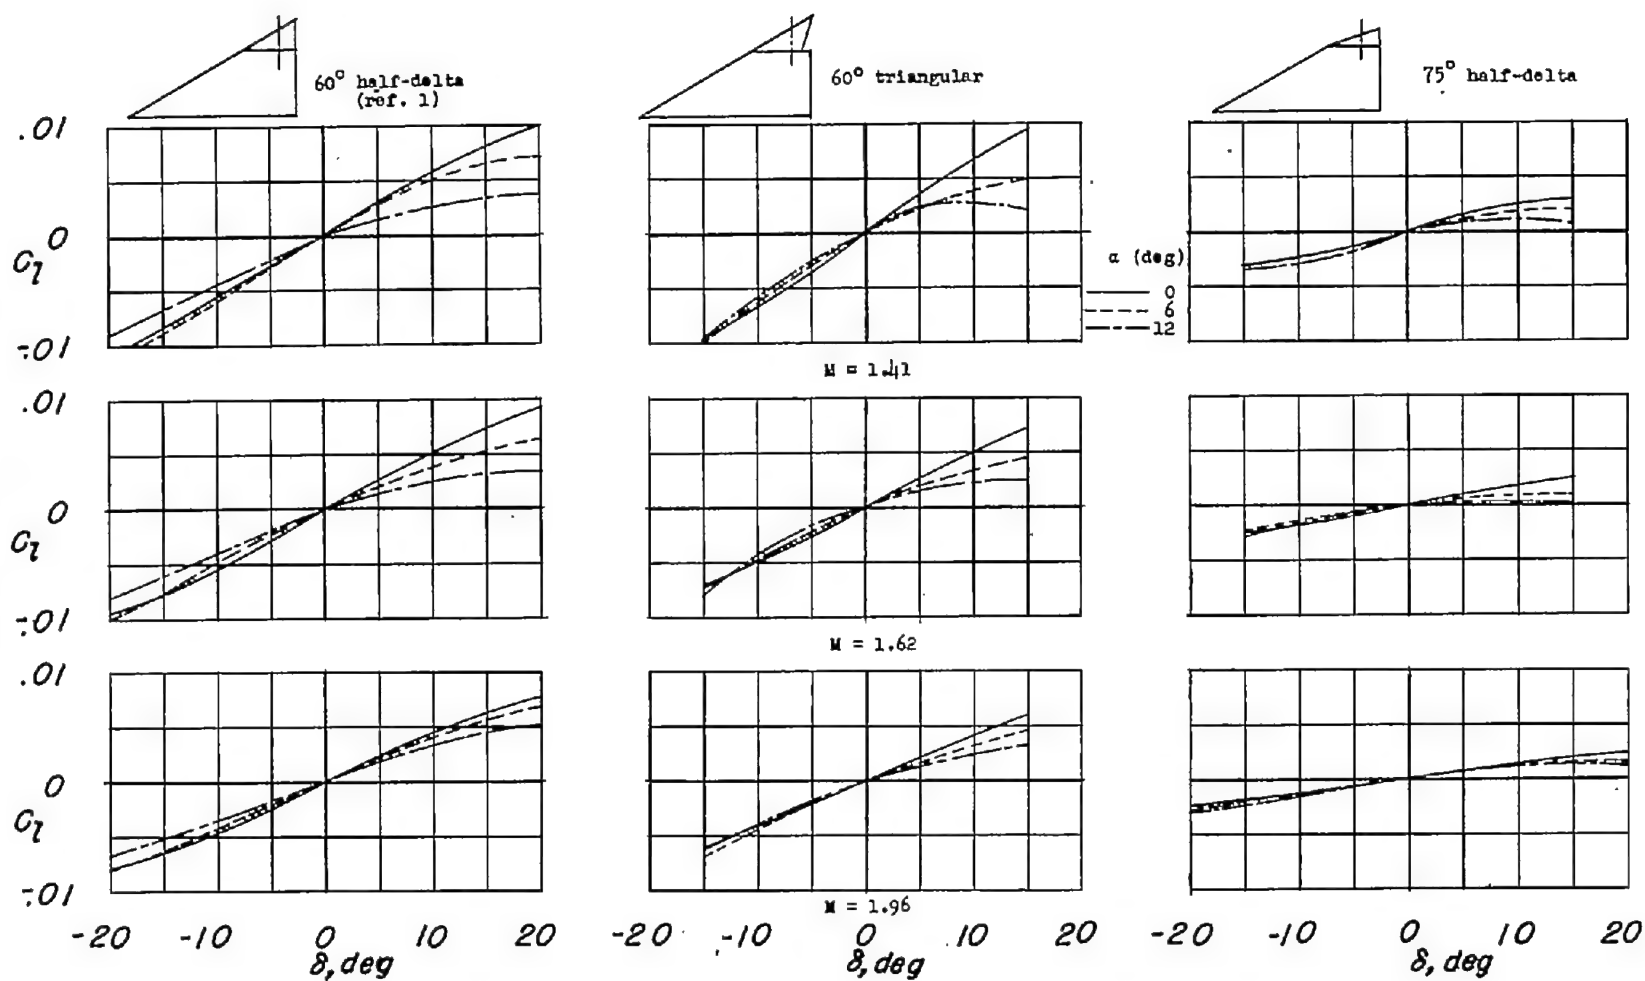 60° half-delta
(ref. 1)
60° triangular
75° half-delta
.01
0
C_l
-.01
α (deg)
0
6
12
M = 1.41
.01
0
C_l
-.01
M = 1.62
.01
0
C_l
-.01
M = 1.96
-20 -10 0 10 20
δ, deg
-20 -10 0 10 20
δ, deg
-20 -10 0 10 20
δ, deg